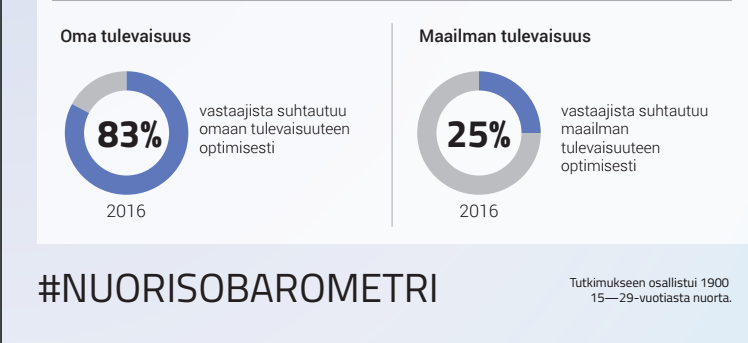 Oma tulevaisuus
83%
vastaajista suhtautuu
omaan tulevaisuuteen
optimisesti
2016
Maailman tulevaisuus
25%
vastaajista suhtautuu
maailman
tulevaisuuteen
optimisesti
2016
#NUORISOBAROMETRI
Tutkimukseen osallistui 1900
15—29-vuotiasta nuorta.